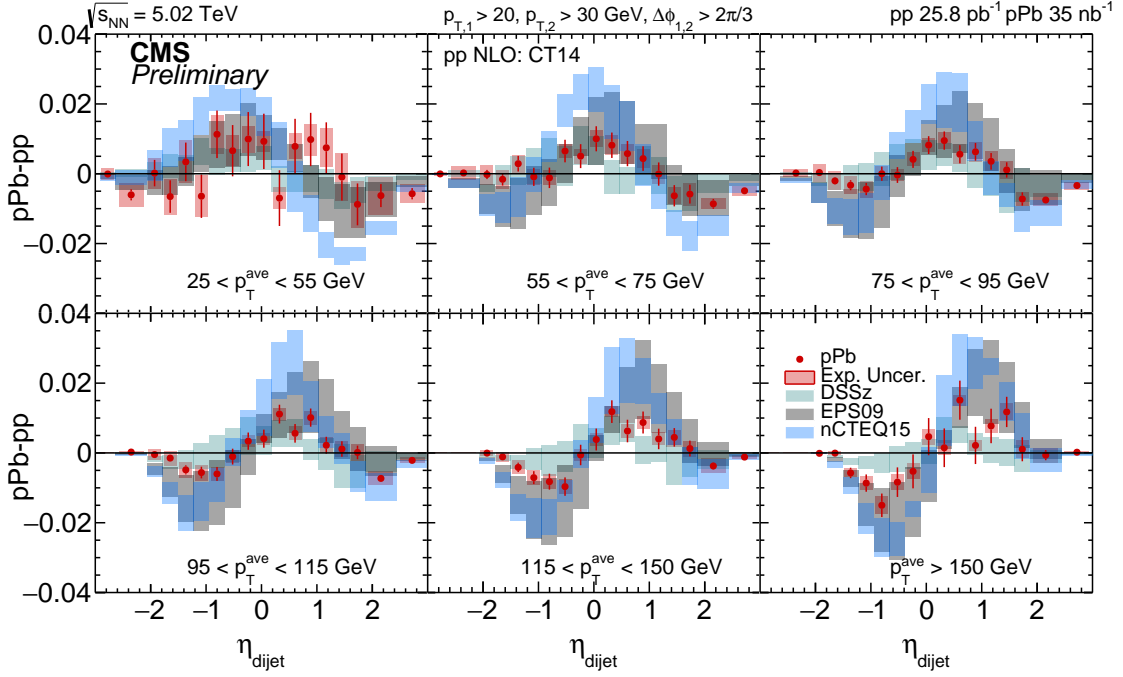 √s_NN = 5.02 TeV
p_T,1 > 20, p_T,2 > 30 GeV, Δϕ_1,2 > 2π/3
pp 25.8 pb⁻¹ pPb 35 nb⁻¹
CMS
Preliminary
pp NLO: CT14
0.04
0.02
0
−0.02
pPb-pp
25 < p_T^ave < 55 GeV
55 < p_T^ave < 75 GeV
75 < p_T^ave < 95 GeV
0.04
0.02
0
−0.02
−0.04
pPb-pp
pPb
Exp. Uncer.
DSSz
EPS09
nCTEQ15
95 < p_T^ave < 115 GeV
115 < p_T^ave < 150 GeV
p_T^ave > 150 GeV
−2 −1 0 1 2
−2 −1 0 1 2
−2 −1 0 1 2 3
η_dijet
η_dijet
η_dijet